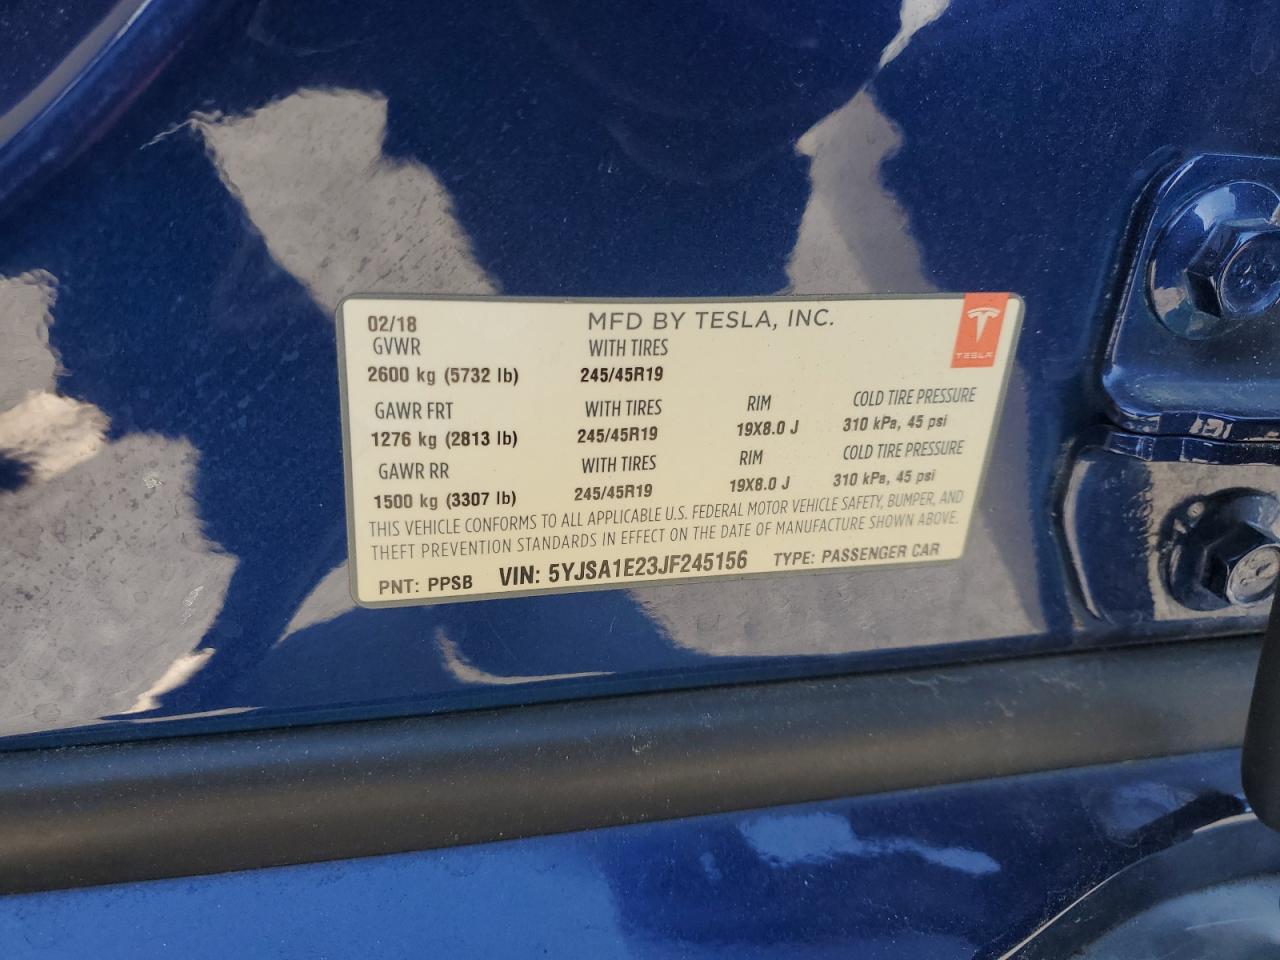 02/18 MFD BY TESLA, INC.
TESLA
GVWR WITH TIRES
2600 kg (5732 lb) 245/45R19
GAWR FRT WITH TIRES RIM COLD TIRE PRESSURE
1276 kg (2813 lb) 245/45R19 19X8.0 J 310 kPa, 45 psi
GAWR RR WITH TIRES RIM COLD TIRE PRESSURE
1500 kg (3307 lb) 245/45R19 19X8.0 J 310 kPa, 45 psi
THIS VEHICLE CONFORMS TO ALL APPLICABLE U.S. FEDERAL MOTOR VEHICLE SAFETY, BUMPER, AND
THEFT PREVENTION STANDARDS IN EFFECT ON THE DATE OF MANUFACTURE SHOWN ABOVE.
PNT: PPSB VIN: 5YJSA1E23JF245156 TYPE: PASSENGER CAR